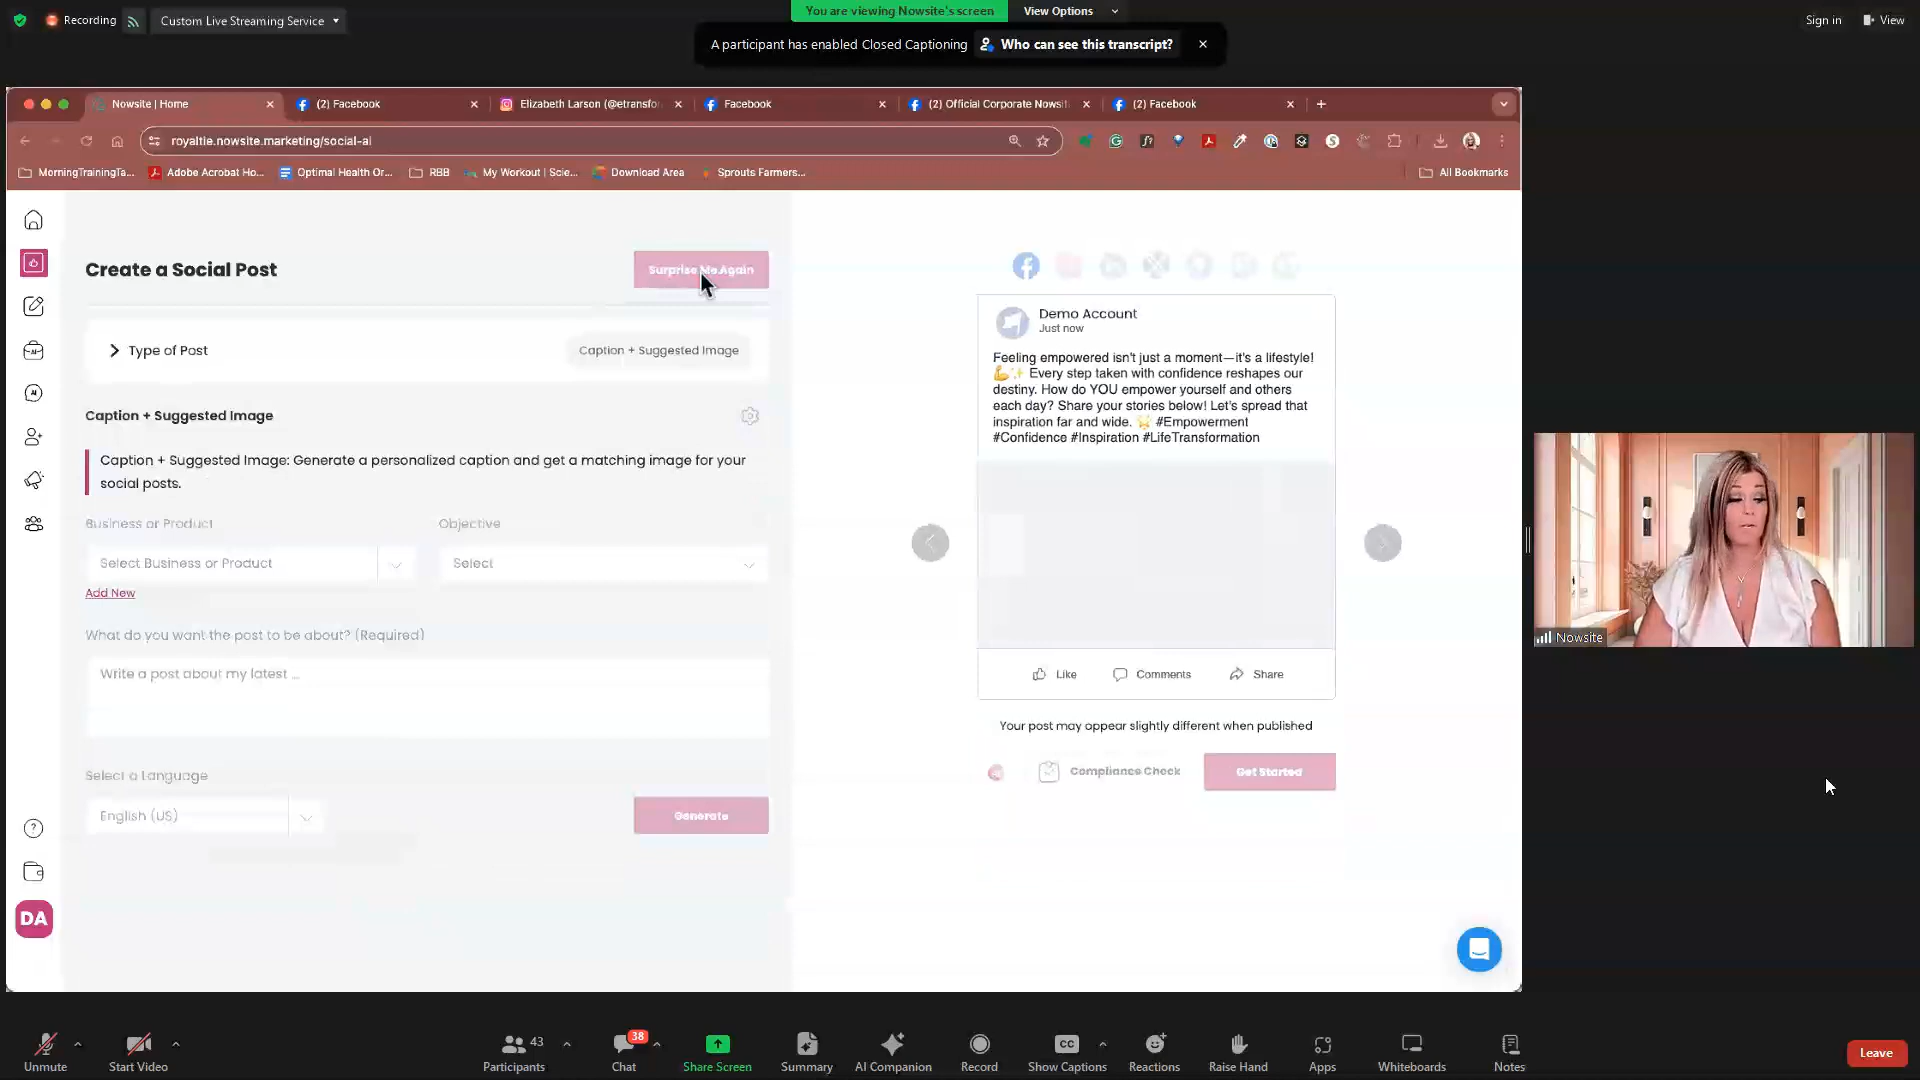 Recording
Custom Live Streaming Service
You are viewing Nowsite's screen
View Options
Sign in
View
A participant has enabled Closed Captioning
Who can see this transcript?
Nowsite | Home
(2) Facebook
Elizabeth Larson (@etransfo
Facebook
(2) Official Corporate Nowsit
(2) Facebook
royaltie.nowsite.marketing/social-ai
MorningTrainingTa...
Adobe Acrobat Ho...
Optimal Health Or...
RBB
My Workout | Scie...
Download Area
Sprouts Farmers...
All Bookmarks
Create a Social Post
Surprise Me Again
Type of Post
Caption + Suggested Image
Caption + Suggested Image
Caption + Suggested Image: Generate a personalized caption and get a matching image for your
social posts.
Business or Product
Objective
Select Business or Product
Select
Add New
What do you want the post to be about? (Required)
Write a post about my latest ...
Select a Language
English (US)
Generate
DA
Demo Account
Just now
Feeling empowered isn't just a moment—it's a lifestyle!
💪✨ Every step taken with confidence reshapes our
destiny. How do YOU empower yourself and others
each day? Share your stories below! Let's spread that
inspiration far and wide. 🌟 #Empowerment
#Confidence #Inspiration #LifeTransformation
Like
Comments
Share
Your post may appear slightly different when published
Compliance Check
Get Started
Nowsite
Unmute
Start Video
43
Participants
38
Chat
Share Screen
Summary
AI Companion
Record
CC
Show Captions
Reactions
Raise Hand
Apps
Whiteboards
Notes
Leave